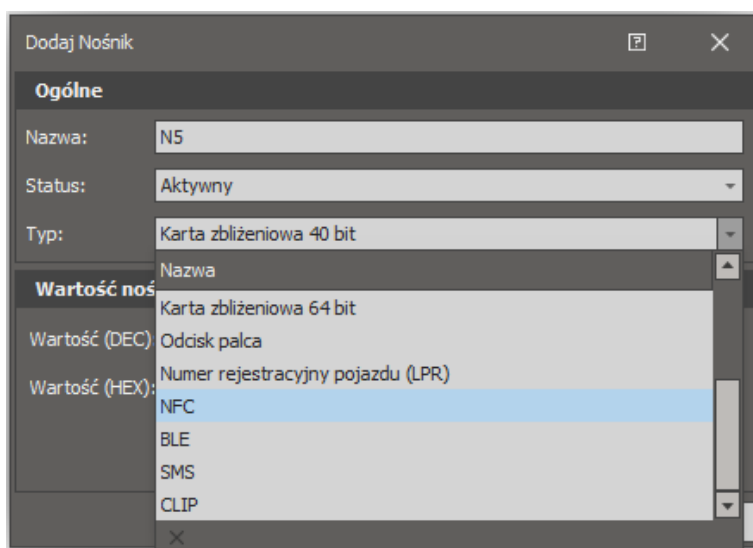 Dodaj Nośnik
Ogólne
Nazwa: N5
Status: Aktywny
Typ: Karta zbliżeniowa 40 bit
Nazwa
Wartość
Karta zbliżeniowa 64 bit
Wartość (DEC)
Odcisk palca
Numer rejestracyjny pojazdu (LPR)
Wartość (HEX):
NFC
BLE
SMS
CLIP